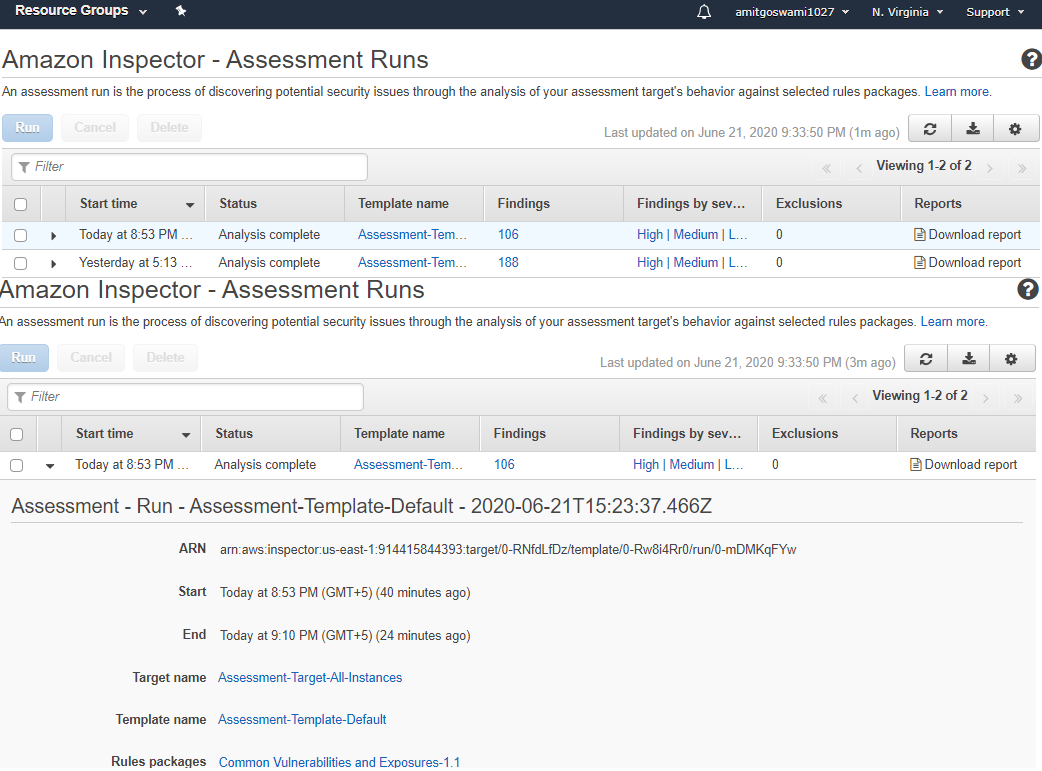 Resource Groups amitgoswami1027 N. Virginia Support
Amazon Inspector - Assessment Runs
An assessment run is the process of discovering potential security issues through the analysis of your assessment target's behavior against selected rules packages. Learn more.
Run Cancel Delete Last updated on June 21, 2020 9:33:50 PM (1m ago)
Filter Viewing 1-2 of 2
Start time Status Template name Findings Findings by sev... Exclusions Reports
Today at 8:53 PM ... Analysis complete Assessment-Tem... 106 High | Medium | L... 0 Download report
Yesterday at 5:13 ... Analysis complete Assessment-Tem... 188 High | Medium | L... 0 Download report
Amazon Inspector - Assessment Runs
An assessment run is the process of discovering potential security issues through the analysis of your assessment target's behavior against selected rules packages. Learn more.
Run Cancel Delete Last updated on June 21, 2020 9:33:50 PM (3m ago)
Filter Viewing 1-2 of 2
Start time Status Template name Findings Findings by sev... Exclusions Reports
Today at 8:53 PM ... Analysis complete Assessment-Tem... 106 High | Medium | L... 0 Download report
Assessment - Run - Assessment-Template-Default - 2020-06-21T15:23:37.466Z
ARN arn:aws:inspector:us-east-1:914415844393:target/0-RNfdLfDz/template/0-Rw8i4Rr0/run/0-mDMKqFYw
Start Today at 8:53 PM (GMT+5) (40 minutes ago)
End Today at 9:10 PM (GMT+5) (24 minutes ago)
Target name Assessment-Target-All-Instances
Template name Assessment-Template-Default
Rules packages Common Vulnerabilities and Exposures-1.1